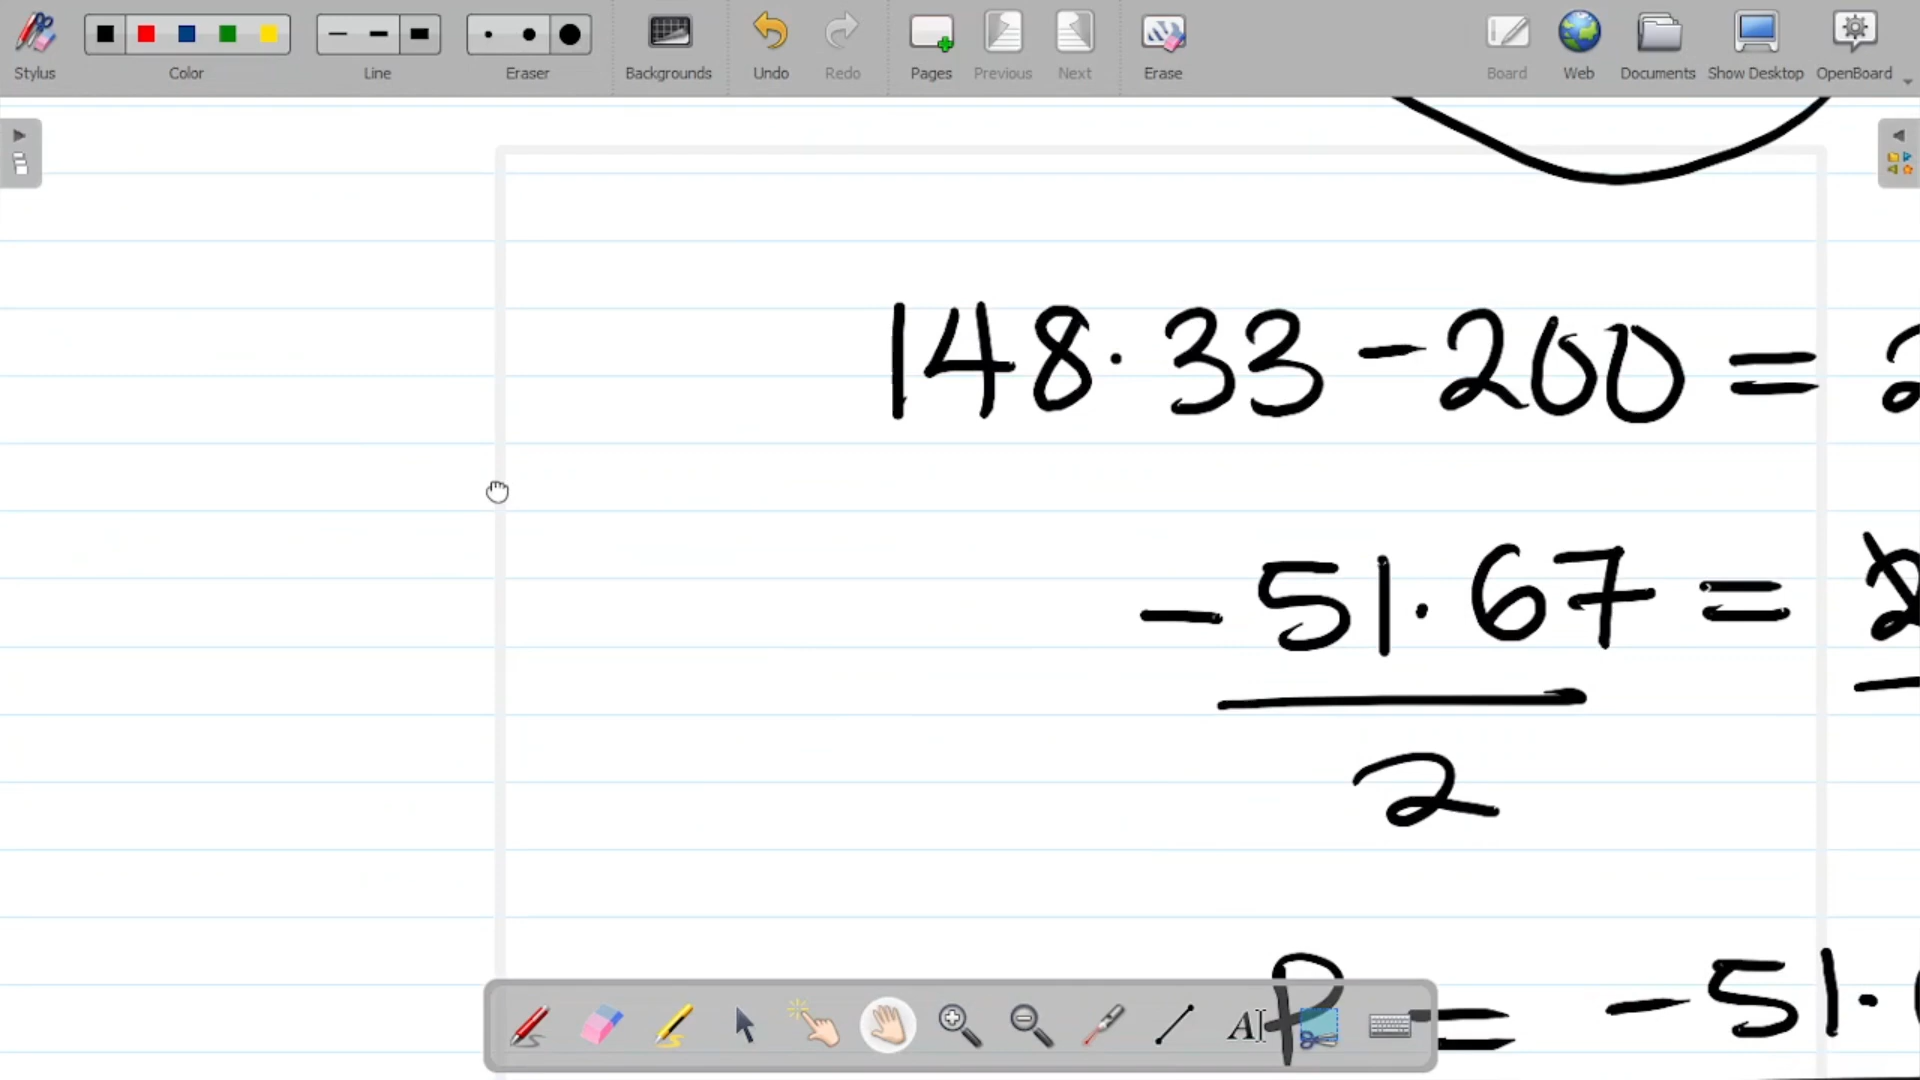 Stylus Color Line Eraser Backgrounds Undo Redo Pages Previous Next Erase Board Web Documents Show Desktop OpenBoard
148.33 - 200 = 2
- 51.67 =
2
P = - 51.